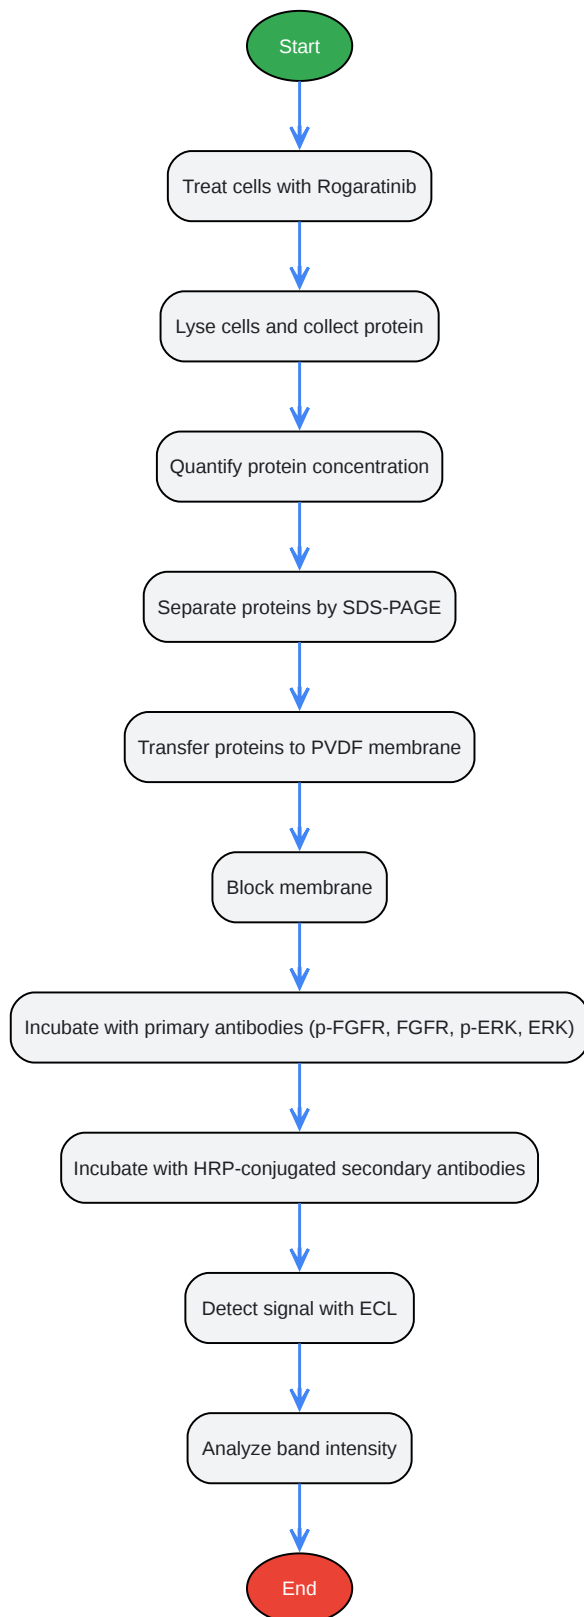 Start
Treat cells with Rogaratinib
Lyse cells and collect protein
Quantify protein concentration
Separate proteins by SDS-PAGE
Transfer proteins to PVDF membrane
Block membrane
Incubate with primary antibodies (p-FGFR, FGFR, p-ERK, ERK)
Incubate with HRP-conjugated secondary antibodies
Detect signal with ECL
Analyze band intensity
End